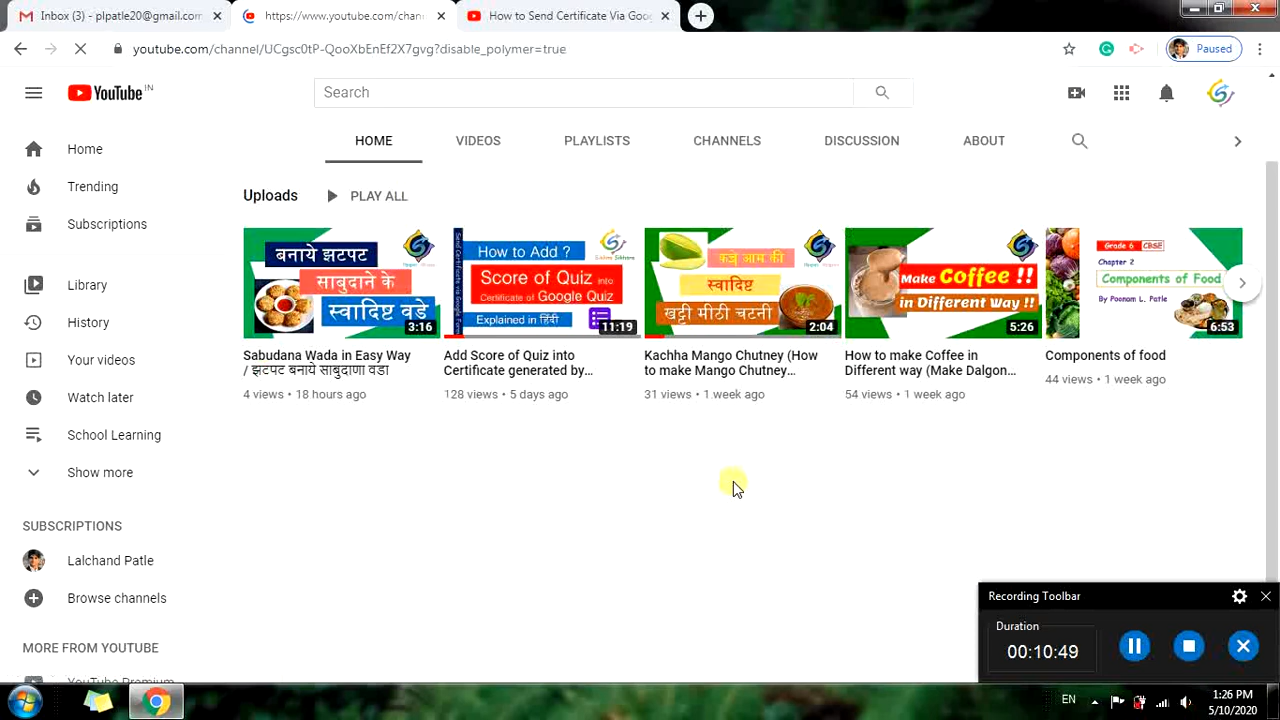 Inbox (3) - plpatle20@gmail.com
https://www.youtube.com/chan
How to Send Certificate Via Goo
youtube.com/channel/UCgsc0tP-QooXbEnEf2X7gvg?disable_polymer=true
Paused
YouTube IN
Search
HOME
VIDEOS
PLAYLISTS
CHANNELS
DISCUSSION
ABOUT
Home
Trending
Subscriptions
Library
History
Your videos
Watch later
School Learning
Show more
SUBSCRIPTIONS
Lalchand Patle
Browse channels
MORE FROM YOUTUBE
YouTube Premium
Uploads
PLAY ALL
बनाये झटपट
साबुदाने के
स्वादिष्ट वडे
3:16
Sabudana Wada in Easy Way
/ झटपट बनाये साबुदाणा वडा
4 views • 18 hours ago
Send Certificate via Google Form
How to Add ?
Score of Quiz into
Certificate of Google Quiz
Explained in हिंदी
11:19
Add Score of Quiz into
Certificate generated by...
128 views • 5 days ago
कच्चे आम की
स्वादिष्ट
खट्टी मीठी चटनी
2:04
Kachha Mango Chutney (How
to make Mango Chutney...
31 views • 1 week ago
Make Coffee !!
in Different Way !!
5:26
How to make Coffee in
Different way (Make Dalgon...
54 views • 1 week ago
Grade 6 CBSE
Chapter 2
Components of Food
By Poonam L. Patle
6:53
Components of food
44 views • 1 week ago
Recording Toolbar
Duration
00:10:49
EN
1:26 PM
5/10/2020